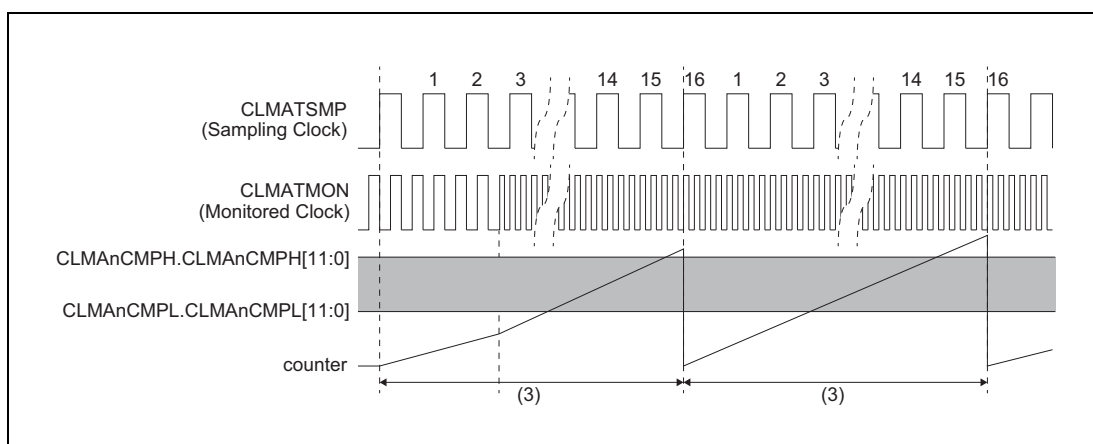 1 2 3 14 15 16 1 2 3 14 15 16
CLMATSMP
(Sampling Clock)
CLMATMON
(Monitored Clock)
CLMAnCMPH.CLMAnCMPH[11:0]
CLMAnCMPL.CLMAnCMPL[11:0]
counter
(3) (3)